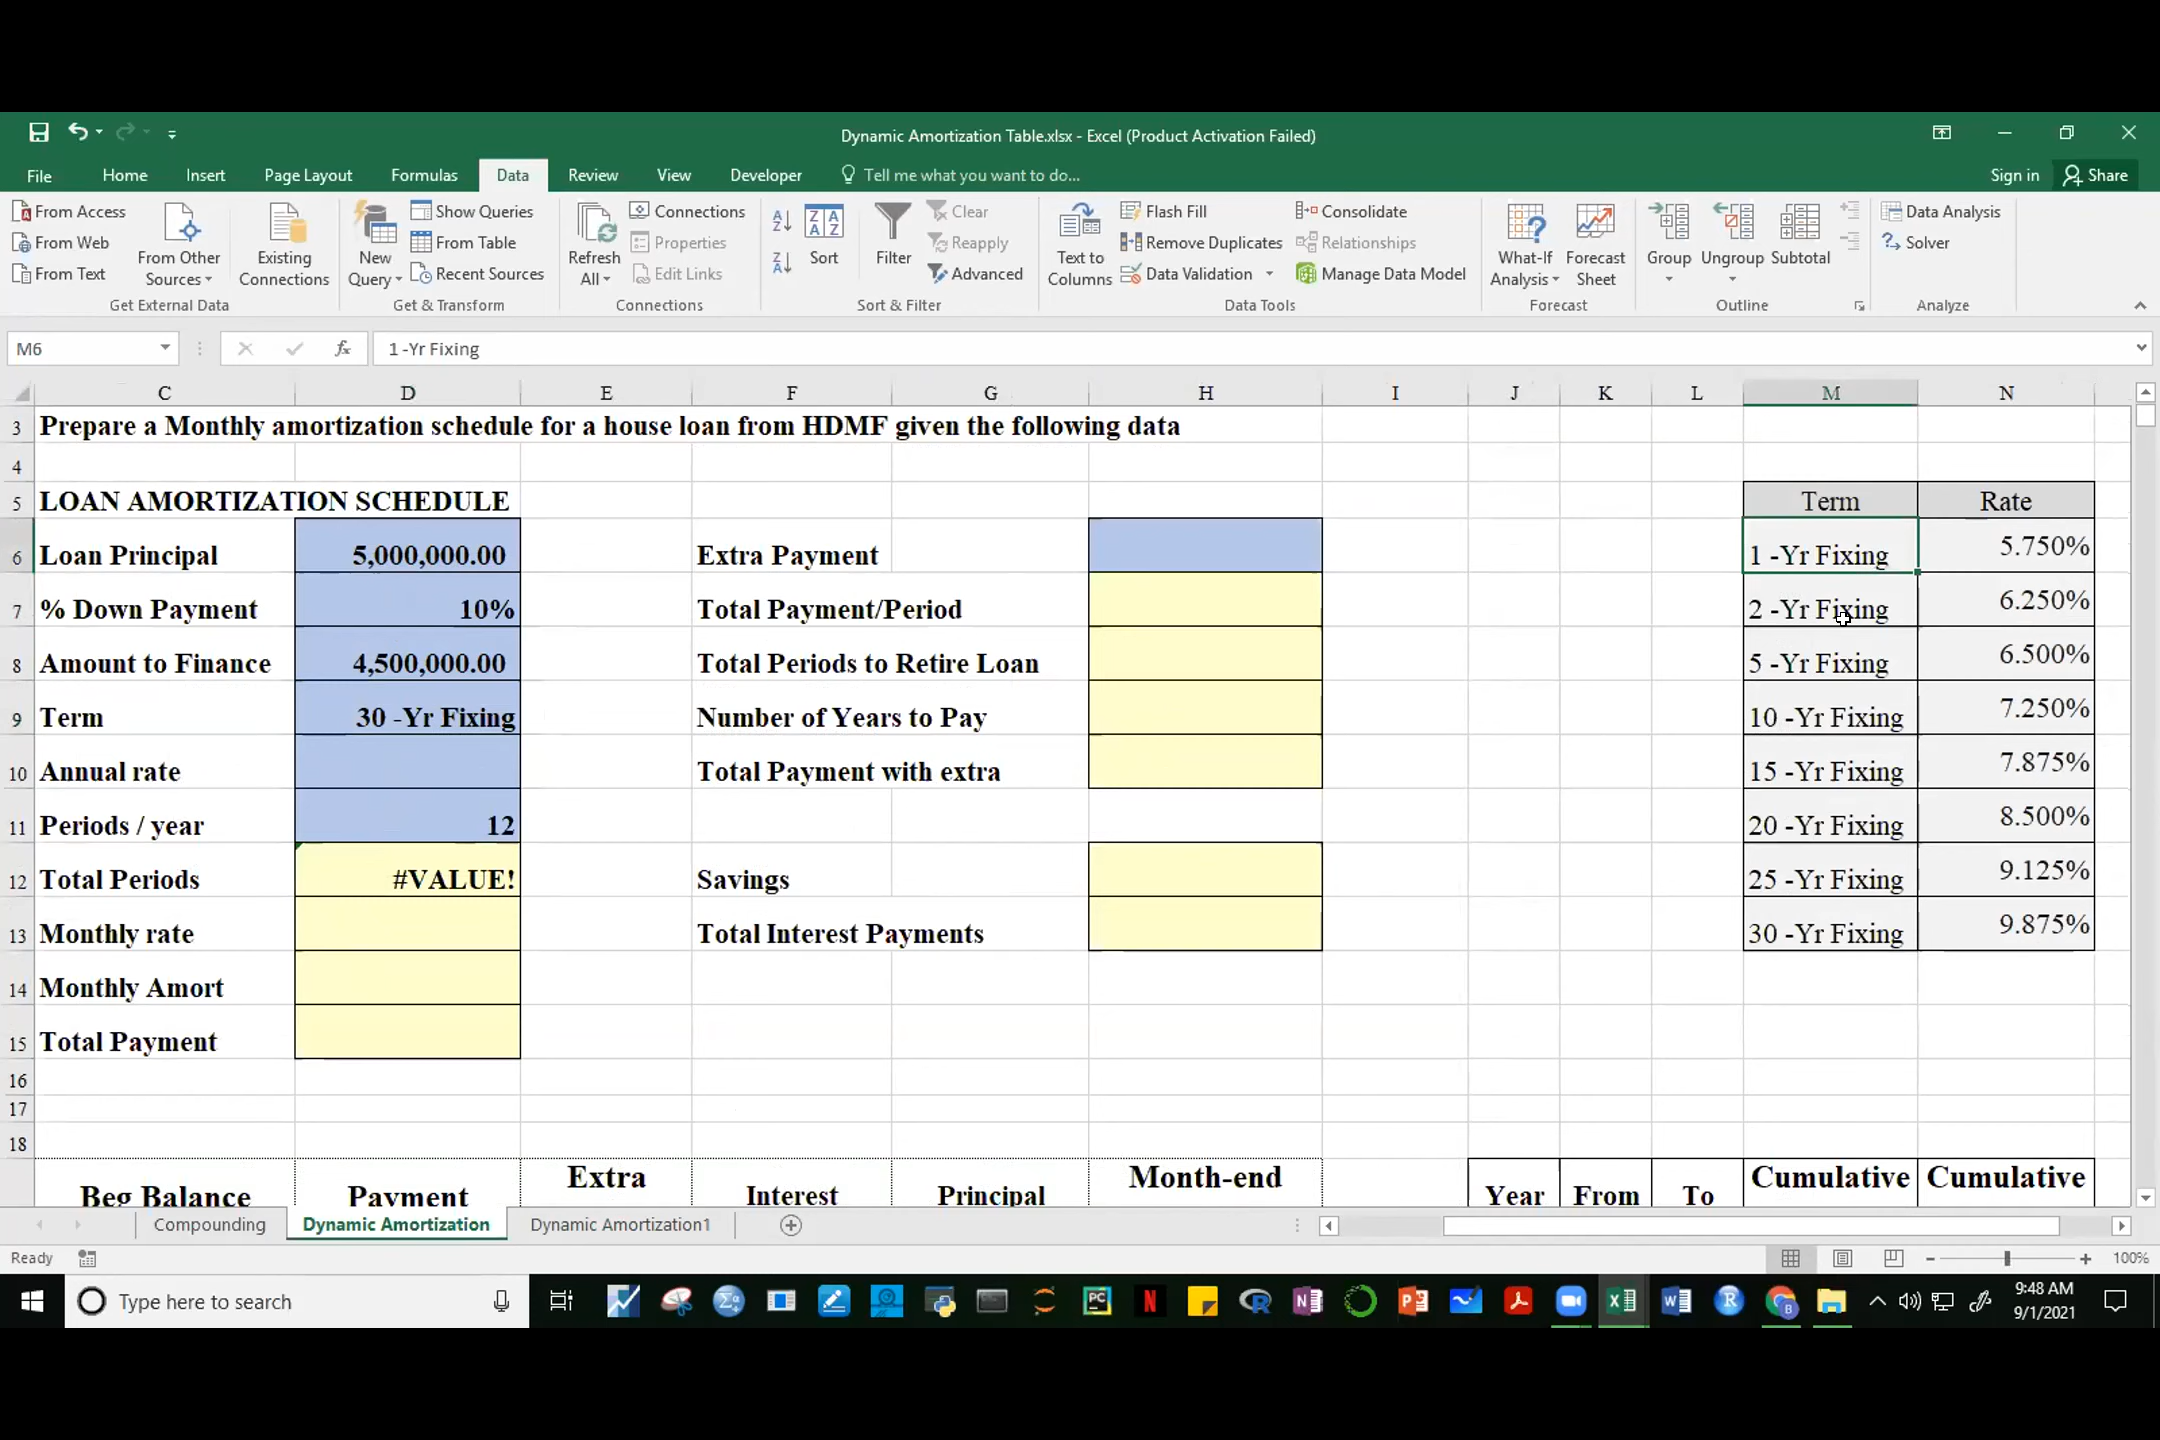 Dynamic Amortization Table.xlsx - Excel (Product Activation Failed)
File Home Insert Page Layout Formulas Data Review View Developer Tell me what you want to do... Sign in Share
From Access
From Web
From Text
From Other Sources
Existing Connections
Get External Data
New Query
Show Queries
From Table
Recent Sources
Get & Transform
Refresh All
Connections
Properties
Edit Links
Connections
Sort
Filter
Clear
Reapply
Advanced
Sort & Filter
Text to Columns
Flash Fill
Remove Duplicates
Data Validation
Consolidate
Relationships
Manage Data Model
Data Tools
What-If Analysis
Forecast Sheet
Forecast
Group
Ungroup
Subtotal
Outline
Data Analysis
Solver
Analyze
M6 fx 1 -Yr Fixing
C D E F G H I J K L M N
3 Prepare a Monthly amortization schedule for a house loan from HDMF given the following data
4
5 LOAN AMORTIZATION SCHEDULE Term Rate
6 Loan Principal 5,000,000.00 Extra Payment 1 -Yr Fixing 5.750%
7 % Down Payment 10% Total Payment/Period 2 -Yr Fixing 6.250%
8 Amount to Finance 4,500,000.00 Total Periods to Retire Loan 5 -Yr Fixing 6.500%
9 Term 30 -Yr Fixing Number of Years to Pay 10 -Yr Fixing 7.250%
10 Annual rate Total Payment with extra 15 -Yr Fixing 7.875%
11 Periods / year 12 20 -Yr Fixing 8.500%
12 Total Periods #VALUE! Savings 25 -Yr Fixing 9.125%
13 Monthly rate Total Interest Payments 30 -Yr Fixing 9.875%
14 Monthly Amort
15 Total Payment
16
17
18
Extra Month-end Cumulative Cumulative
Beg Balance Payment Interest Principal Year From To
Compounding Dynamic Amortization Dynamic Amortization1
Ready 100%
Type here to search 9:48 AM
9/1/2021